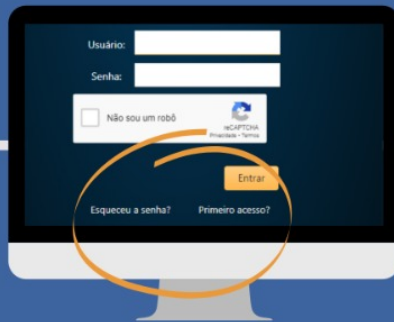 Usuário:
Senha:
Não sou um robô
reCAPTCHA
Privacidade - Termos
Entrar
Esqueceu a senha?
Primeiro acesso?